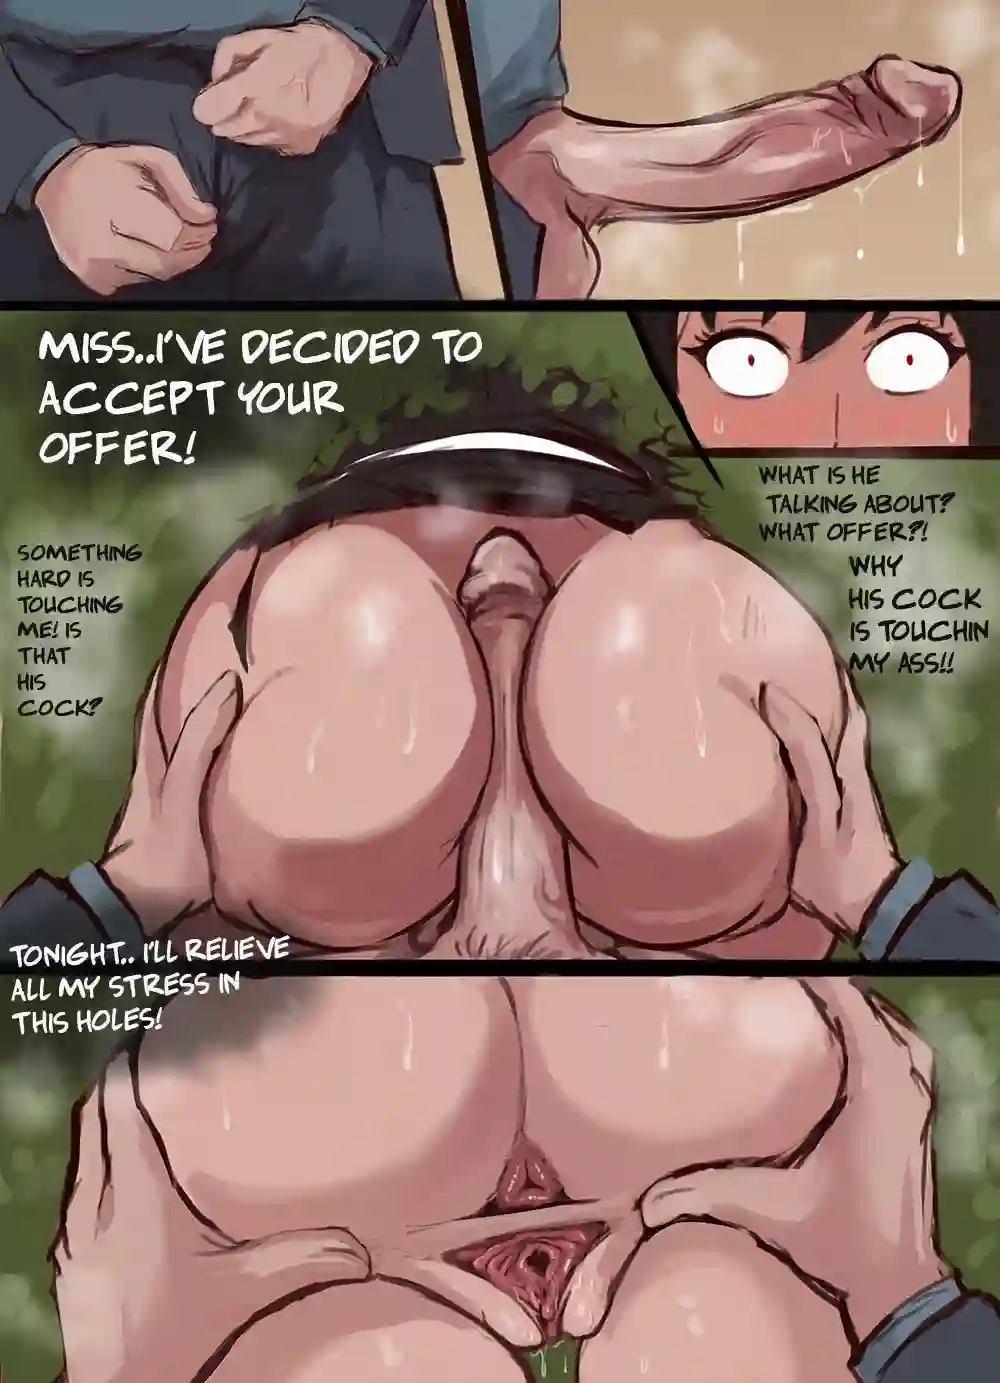 MISS..I'VE DECIDED TO
ACCEPT YOUR
OFFER!
WHAT IS HE
TALKING ABOUT?
WHAT OFFER?!
WHY
HIS COCK
IS TOUCHIN
MY ASS!!
SOMETHING
HARD IS
TOUCHING
ME! IS
THAT
HIS
COCK?
TONIGHT.. I'LL RELIEVE
ALL MY STRESS IN
THIS HOLES!